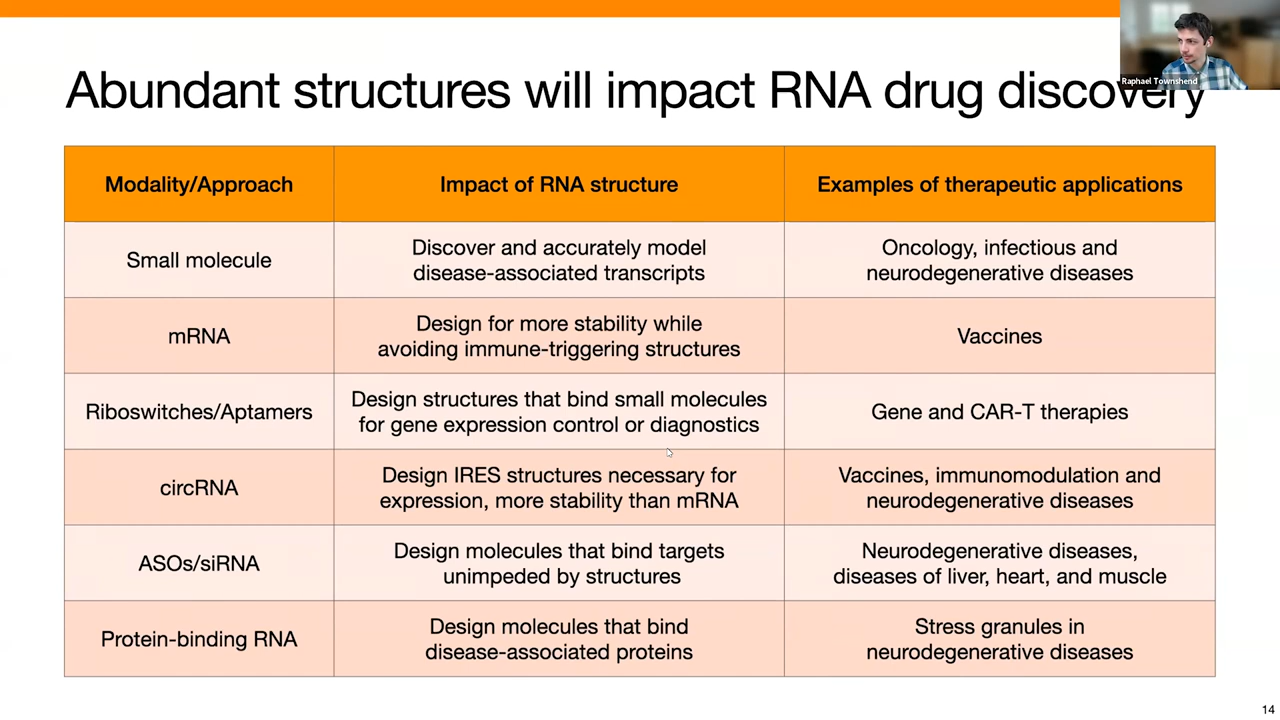 Raphael Townshend
Abundant structures will impact RNA drug discovery
Modality/Approach
Impact of RNA structure
Examples of therapeutic applications
Small molecule
Discover and accurately model
disease-associated transcripts
Oncology, infectious and
neurodegenerative diseases
mRNA
Design for more stability while
avoiding immune-triggering structures
Vaccines
Riboswitches/Aptamers
Design structures that bind small molecules
for gene expression control or diagnostics
Gene and CAR-T therapies
circRNA
Design IRES structures necessary for
expression, more stability than mRNA
Vaccines, immunomodulation and
neurodegenerative diseases
ASOs/siRNA
Design molecules that bind targets
unimpeded by structures
Neurodegenerative diseases,
diseases of liver, heart, and muscle
Protein-binding RNA
Design molecules that bind
disease-associated proteins
Stress granules in
neurodegenerative diseases
14